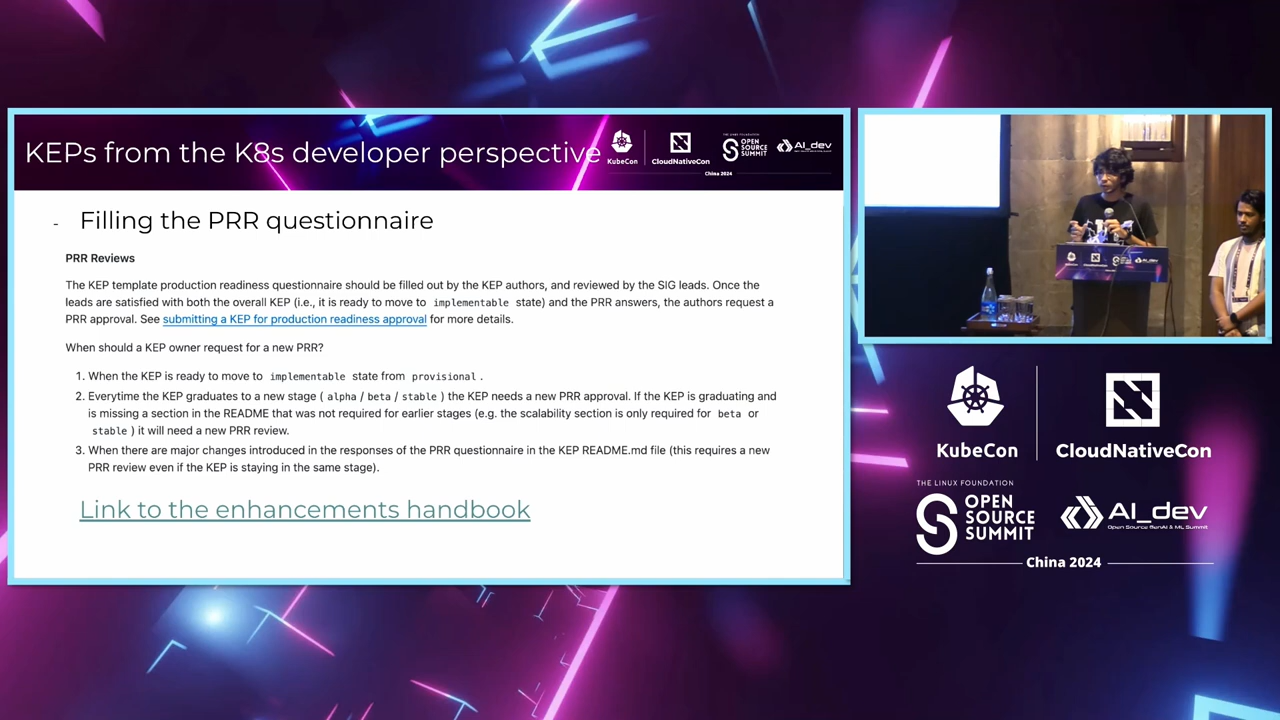 KEPs from the K8s developer perspective
KubeCon
CloudNativeCon
THE LINUX FOUNDATION
OPEN
SOURCE
SUMMIT
AI_dev
China 2024
- Filling the PRR questionnaire
PRR Reviews
The KEP template production readiness questionnaire should be filled out by the KEP authors, and reviewed by the SIG leads. Once the
leads are satisfied with both the overall KEP (i.e., it is ready to move to implementable state) and the PRR answers, the authors request a
PRR approval. See submitting a KEP for production readiness approval for more details.
When should a KEP owner request for a new PRR?
1. When the KEP is ready to move to implementable state from provisional .
2. Everytime the KEP graduates to a new stage ( alpha / beta / stable ) the KEP needs a new PRR approval. If the KEP is graduating and
is missing a section in the README that was not required for earlier stages (e.g. the scalability section is only required for beta or
stable ) it will need a new PRR review.
3. When there are major changes introduced in the responses of the PRR questionnaire in the KEP README.md file (this requires a new
PRR review even if the KEP is staying in the same stage).
Link to the enhancements handbook
KubeCon
CloudNativeCon
THE LINUX FOUNDATION
OPEN
SOURCE
SUMMIT
AI_dev
Open Source GenAI & ML Summit
China 2024